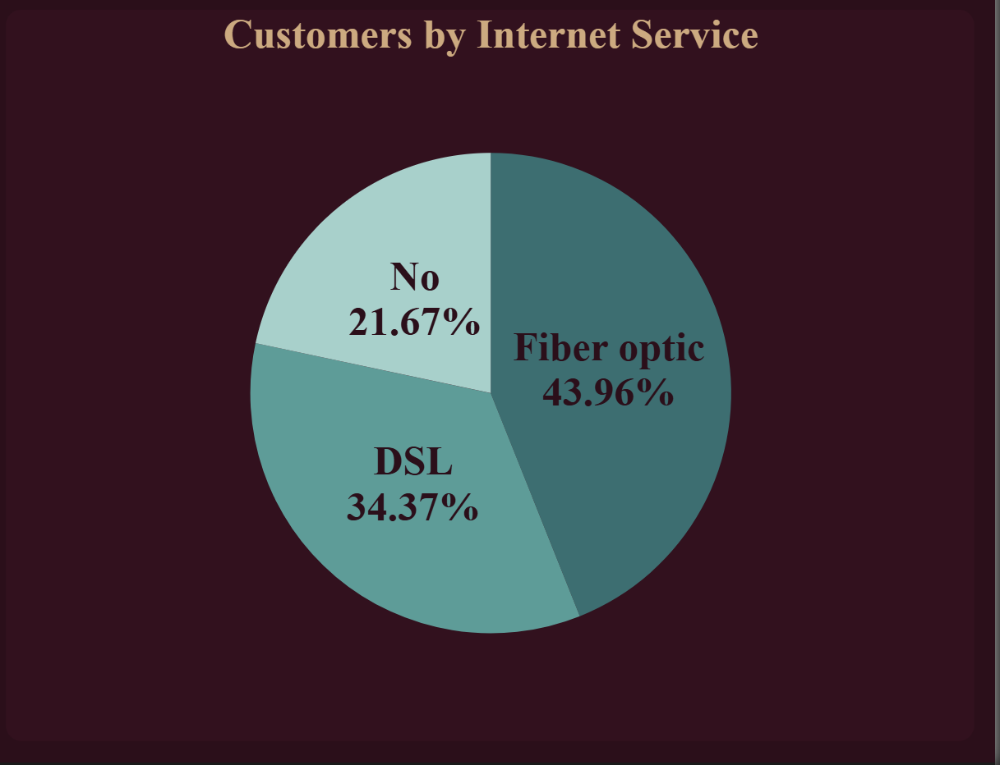 Customers by Internet Service
No
21.67%
Fiber optic
43.96%
DSL
34.37%